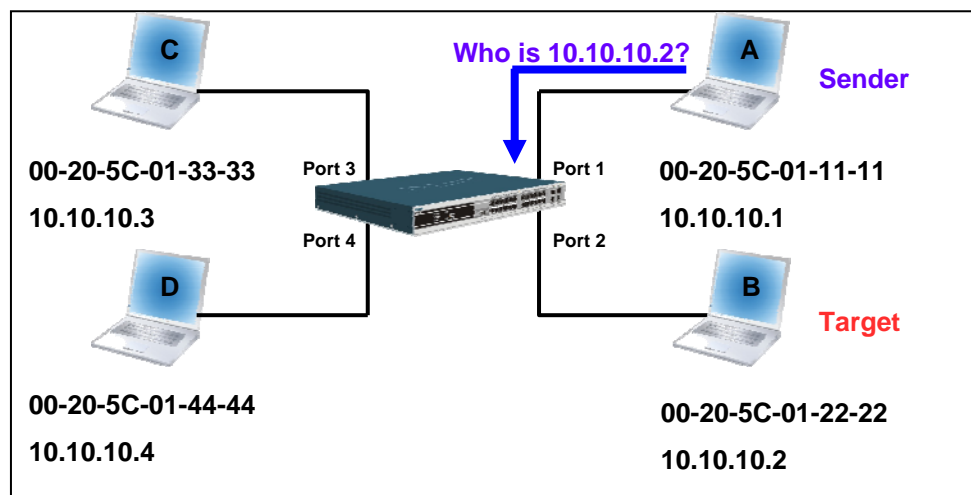 C
Who is 10.10.10.2?
A
Sender
00-20-5C-01-33-33
10.10.10.3
Port 3
Port 1
00-20-5C-01-11-11
10.10.10.1
Port 4
Port 2
D
B
Target
00-20-5C-01-44-44
10.10.10.4
00-20-5C-01-22-22
10.10.10.2